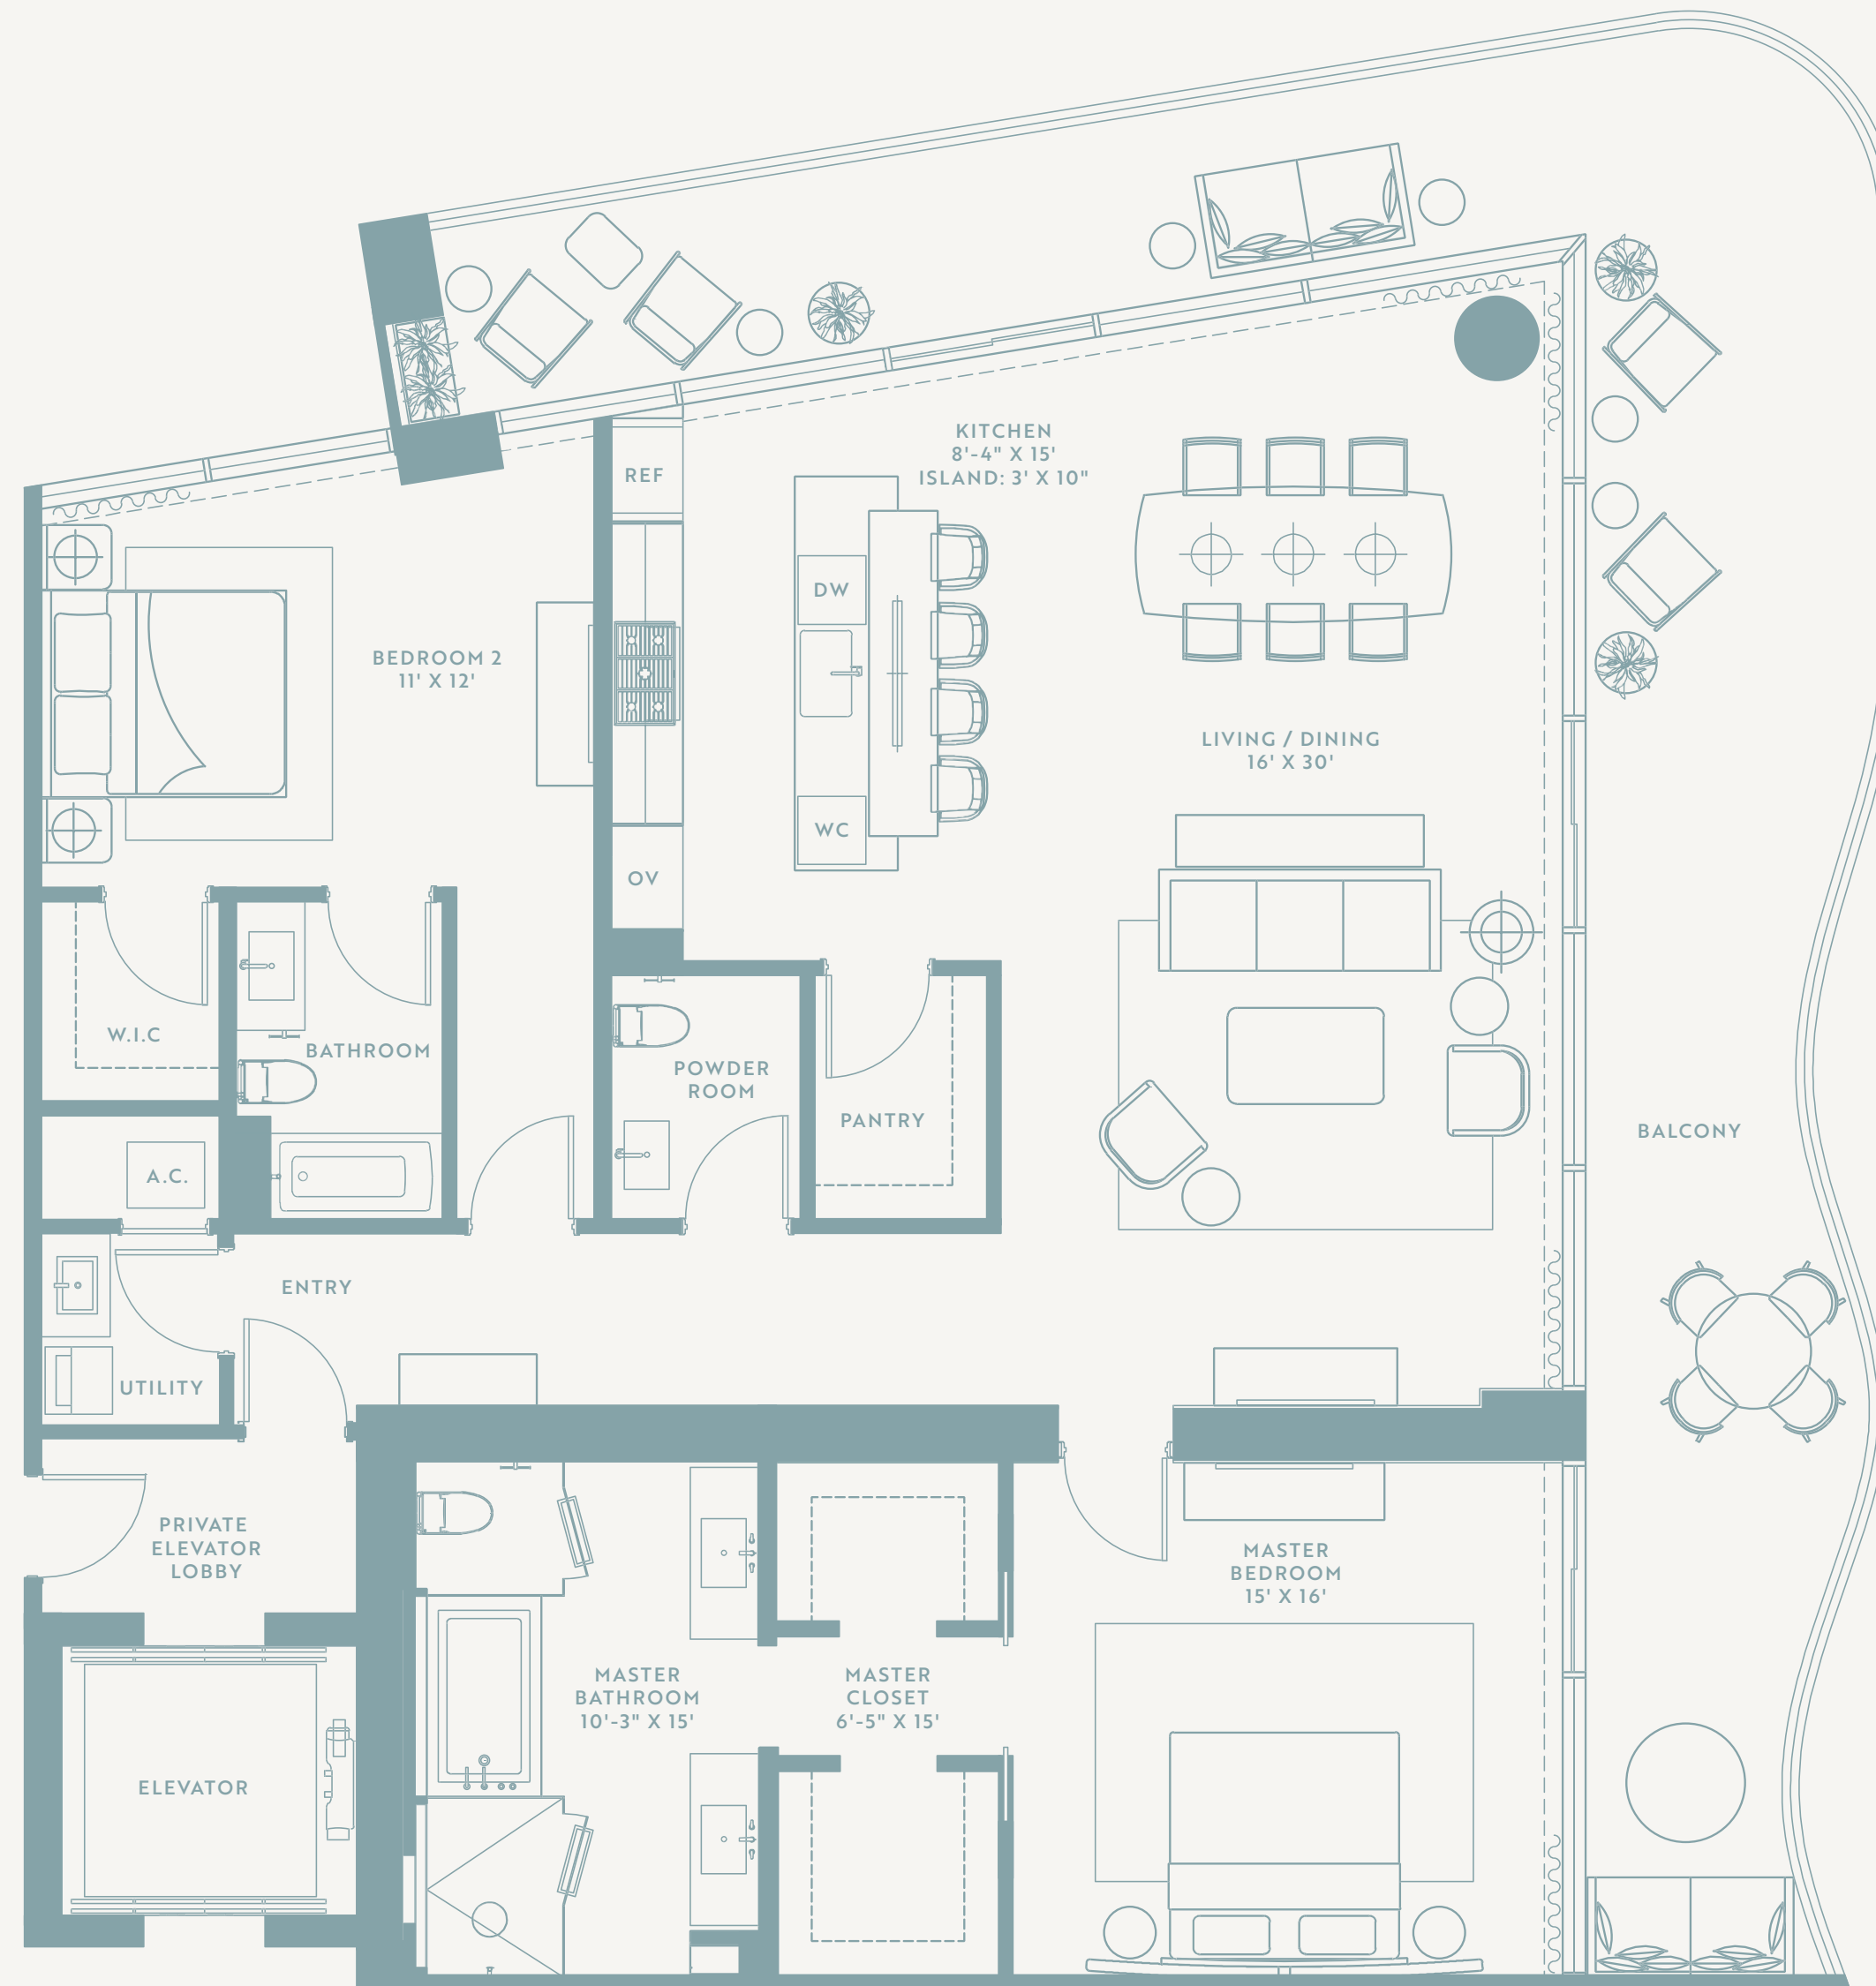 KITCHEN
8'-4" X 15'
ISLAND: 3' X 10"
REF
DW
BEDROOM 2
11' X 12'
LIVING / DINING
16' X 30'
WC
OV
W.I.C
BATHROOM
POWDER
ROOM
PANTRY
BALCONY
A.C.
ENTRY
UTILITY
PRIVATE
ELEVATOR
LOBBY
MASTER
BEDROOM
15' X 16'
MASTER
BATHROOM
10'-3" X 15'
MASTER
CLOSET
6'-5" X 15'
ELEVATOR